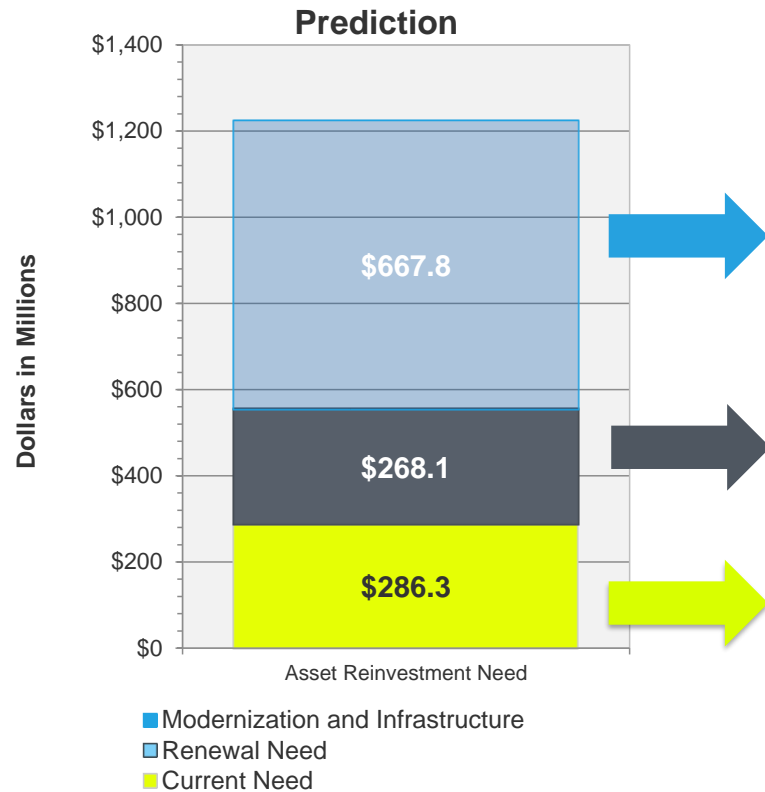 Prediction
$1,400
$1,200
$1,000
$800
$600
$400
$200
$0
Dollars in Millions
$667.8
$268.1
$286.3
Asset Reinvestment Need
Modernization and Infrastructure
Renewal Need
Current Need